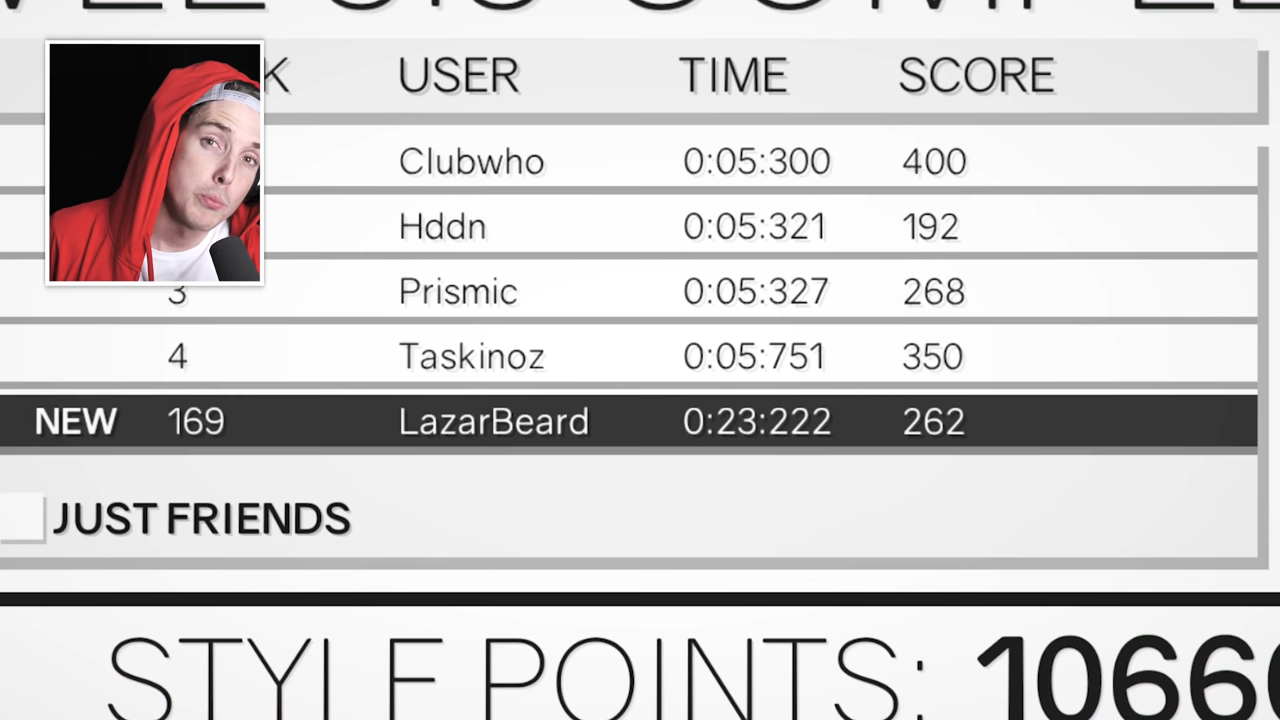 USER TIME SCORE
Clubwho 0:05:300 400
Hddn 0:05:321 192
3 Prismic 0:05:327 268
4 Taskinoz 0:05:751 350
NEW 169 LazarBeard 0:23:222 262
JUST FRIENDS
STYLE POINTS: